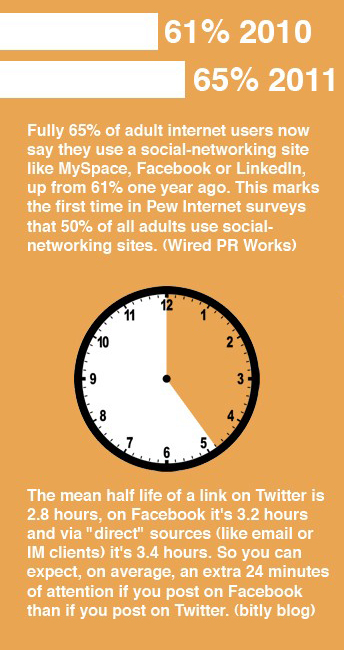 61% 2010
65% 2011
Fully 65% of adult internet users now
say they use a social-networking site
like MySpace, Facebook or LinkedIn,
up from 61% one year ago. This marks
the first time in Pew Internet surveys
that 50% of all adults use social-
networking sites. (Wired PR Works)
12
1
2
3
4
5
6
7
8
9
10
11
The mean half life of a link on Twitter is
2.8 hours, on Facebook it's 3.2 hours
and via "direct" sources (like email or
IM clients) it's 3.4 hours. So you can
expect, on average, an extra 24 minutes
of attention if you post on Facebook
than if you post on Twitter. (bitly blog)